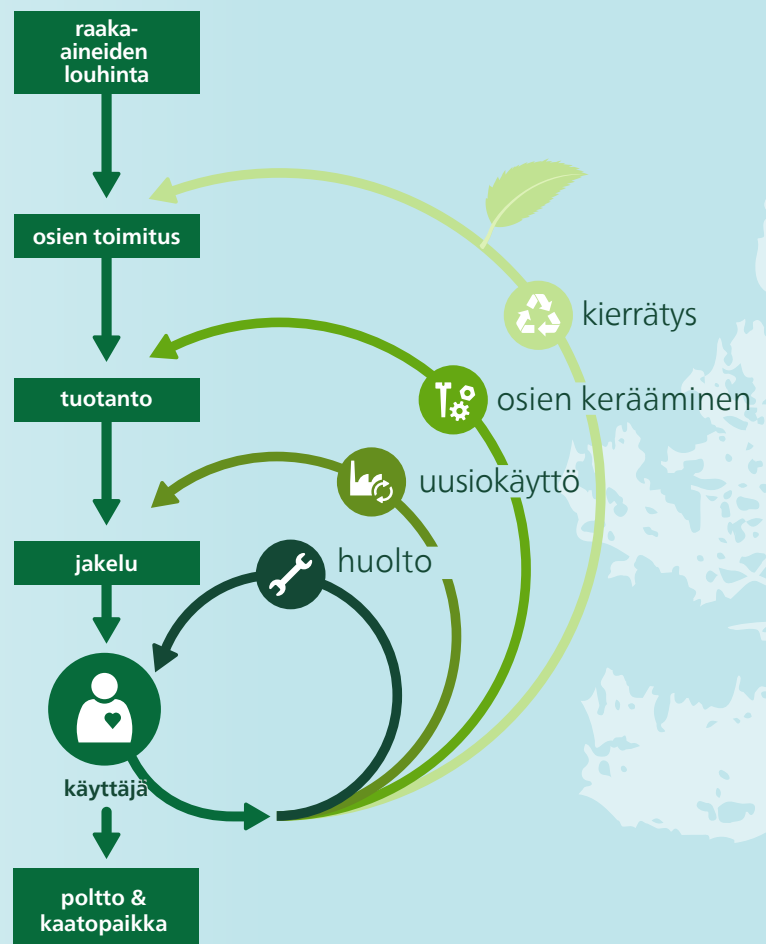 raaka-
aineiden
louhinta
osien toimitus
kierrätys
tuotanto
osien kerääminen
uusiokäyttö
jakelu
huolto
käyttäjä
poltto &
kaatopaikka